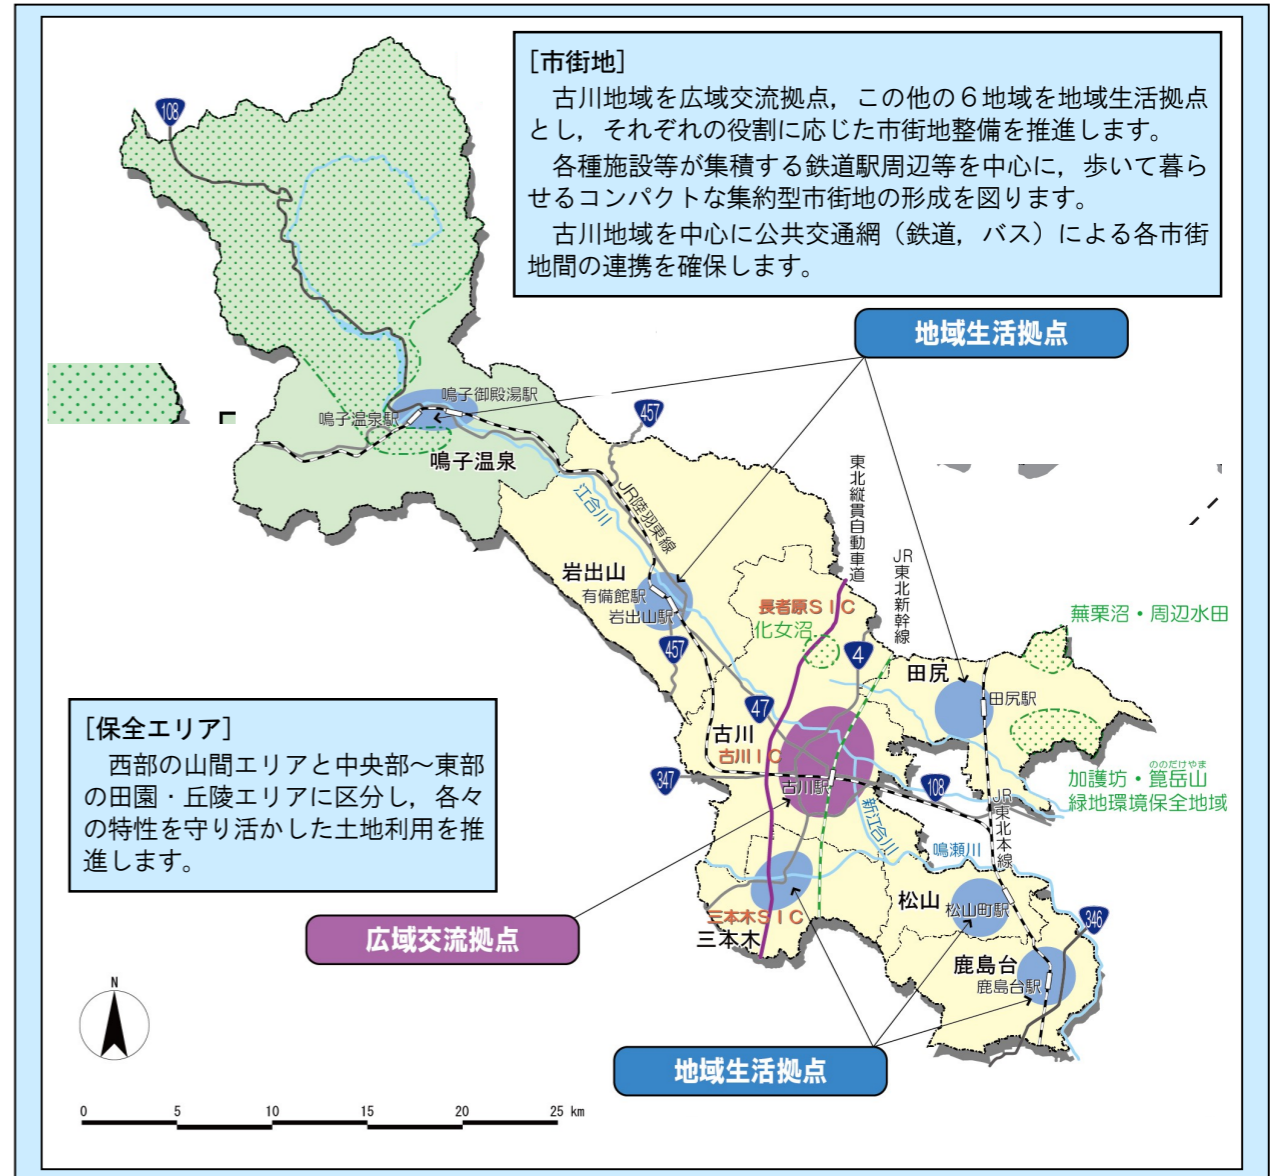 [市街地]
古川地域を広域交流拠点，この他の６地域を地域生活拠点
とし，それぞれの役割に応じた市街地整備を推進します。
各種施設等が集積する鉄道駅周辺等を中心に，歩いて暮ら
せるコンパクトな集約型市街地の形成を図ります。
古川地域を中心に公共交通網（鉄道，バス）による各市街
地間の連携を確保します。
108
地域生活拠点
鳴子御殿湯駅
鳴子温泉駅
鳴子温泉
457
江合川
JR陸羽東線
東北縦貫自動車道
JR東北新幹線
岩出山
有備館駅
岩出山駅
457
長者原ＳＩＣ
化女沼
4
蕪栗沼・周辺水田
田尻
田尻駅
47
古川
古川ＩＣ
347
古川駅
108
新江合川
ののだけやま
加護坊・箆岳山
緑地環境保全地域
JR東北本線
鳴瀬川
[保全エリア]
西部の山間エリアと中央部～東部
の田園・丘陵エリアに区分し，各々
の特性を守り活かした土地利用を推
進します。
広域交流拠点
三本木ＳＩＣ
三本木
松山
松山町駅
346
鹿島台
鹿島台駅
地域生活拠点
N
0 5 10 15 20 25 km